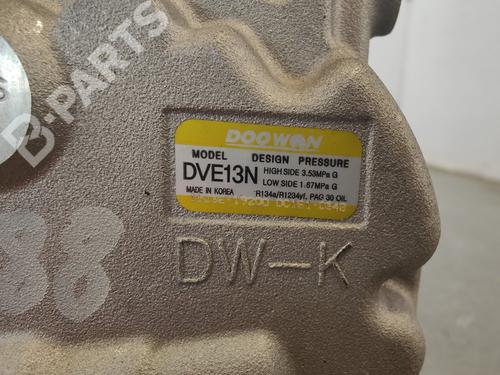 B-PARTS
DOOWON
MODEL DESIGN PRESSURE
DVE13N HIGH SIDE 3.53MPa G
LOW SIDE 1.67MPa G
MADE IN KOREA R134a/R1234yf, PAG 30 OIL
DW-K